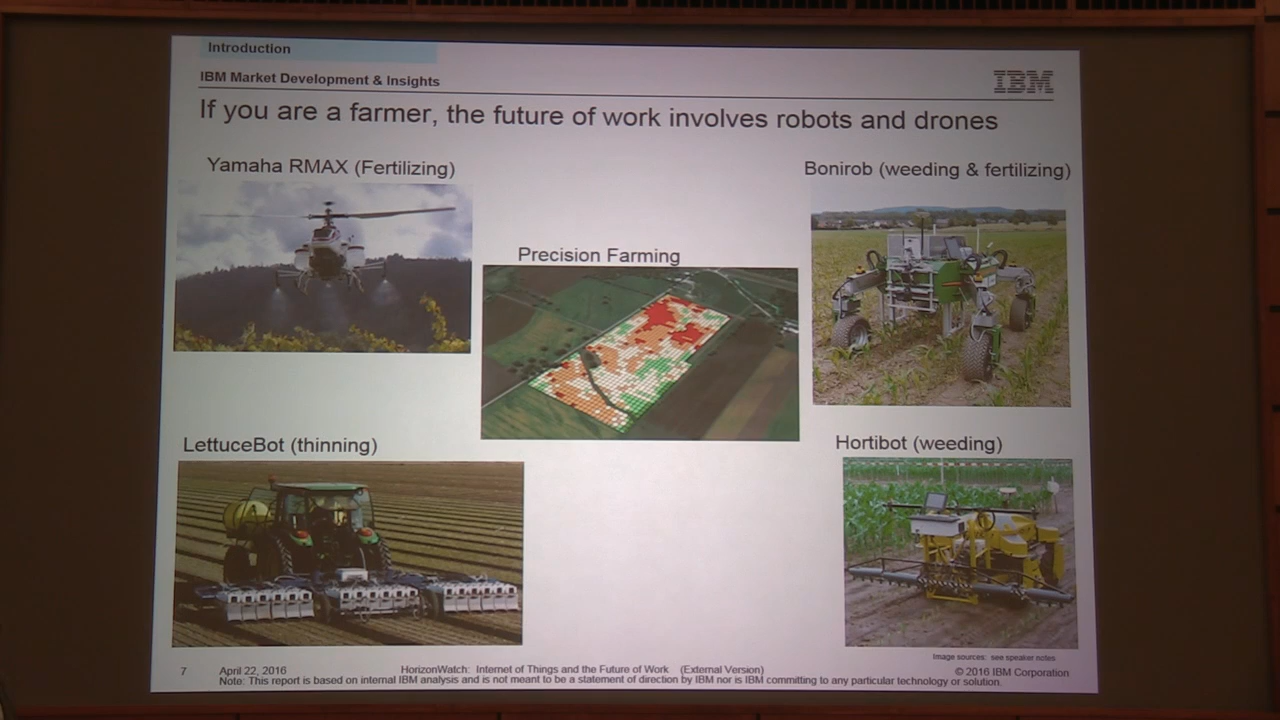 Introduction
IBM Market Development & Insights
IBM
If you are a farmer, the future of work involves robots and drones
Yamaha RMAX (Fertilizing)
Bonirob (weeding & fertilizing)
Precision Farming
LettuceBot (thinning)
Hortibot (weeding)
Image sources: see speaker notes
7 April 22, 2016 HorizonWatch: Internet of Things and the Future of Work (External Version) © 2016 IBM Corporation
Note: This report is based on internal IBM analysis and is not meant to be a statement of direction by IBM nor is IBM committing to any particular technology or solution.